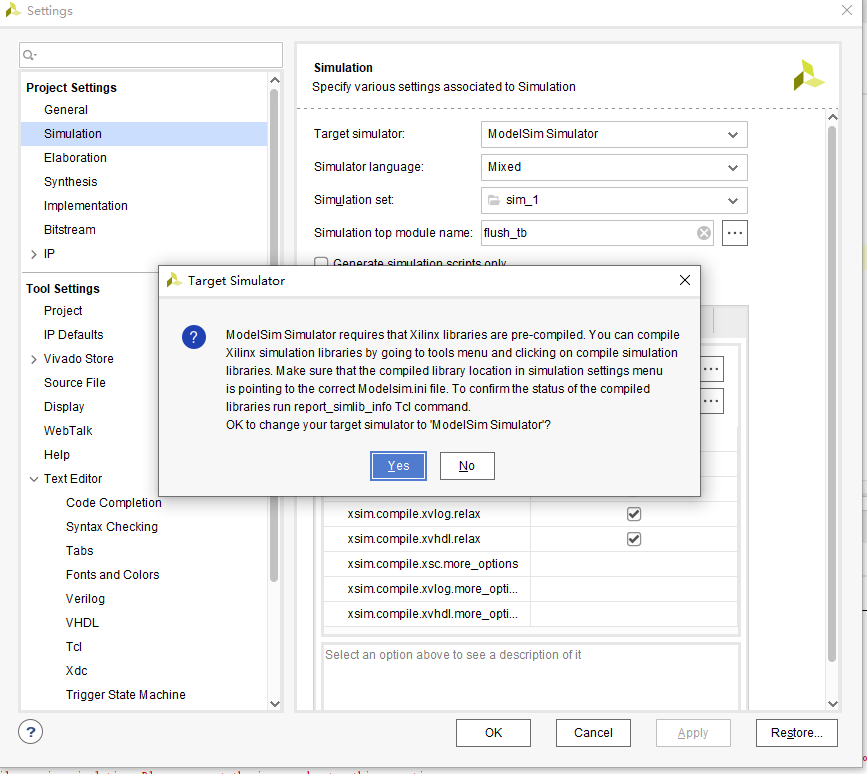 Settings
Project Settings
General
Simulation
Elaboration
Synthesis
Implementation
Bitstream
IP
Tool Settings
Project
IP Defaults
Vivado Store
Source File
Display
WebTalk
Help
Text Editor
Code Completion
Syntax Checking
Tabs
Fonts and Colors
Verilog
VHDL
Tcl
Xdc
Trigger State Machine
Simulation
Specify various settings associated to Simulation
Target simulator: ModelSim Simulator
Simulator language: Mixed
Simulation set: sim_1
Simulation top module name: flush_tb
Generate simulation scripts only
Target Simulator
ModelSim Simulator requires that Xilinx libraries are pre-compiled. You can compile
Xilinx simulation libraries by going to tools menu and clicking on compile simulation
libraries. Make sure that the compiled library location in simulation settings menu
is pointing to the correct Modelsim.ini file. To confirm the status of the compiled
libraries run report_simlib_info Tcl command.
OK to change your target simulator to 'ModelSim Simulator'?
Yes No
xsim.compile.xvlog.relax
xsim.compile.xvhdl.relax
xsim.compile.xsc.more_options
xsim.compile.xvlog.more_opti...
xsim.compile.xvhdl.more_opti...
Select an option above to see a description of it
? OK Cancel Apply Restore...